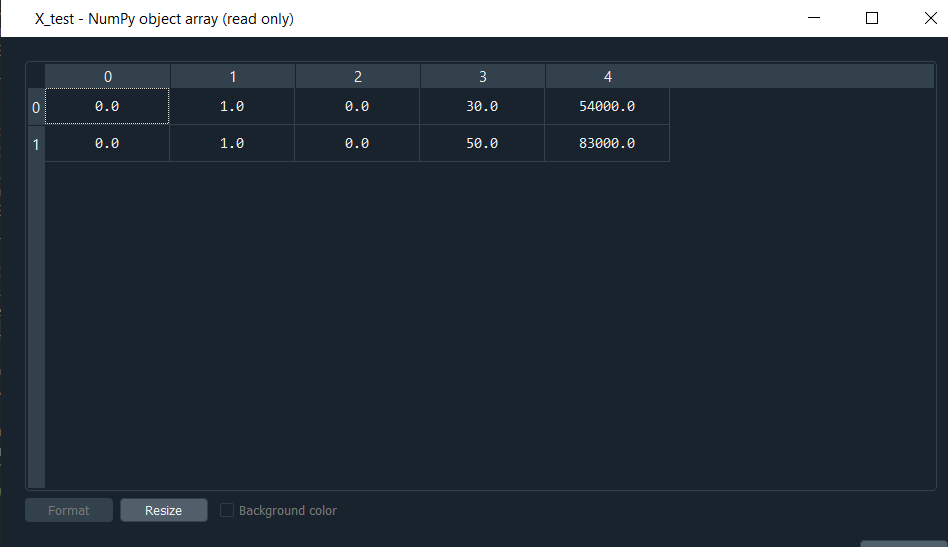 X_test - NumPy object array (read only)
0 1 2 3 4
0 0.0 1.0 0.0 30.0 54000.0
1 0.0 1.0 0.0 50.0 83000.0
Format Resize Background color